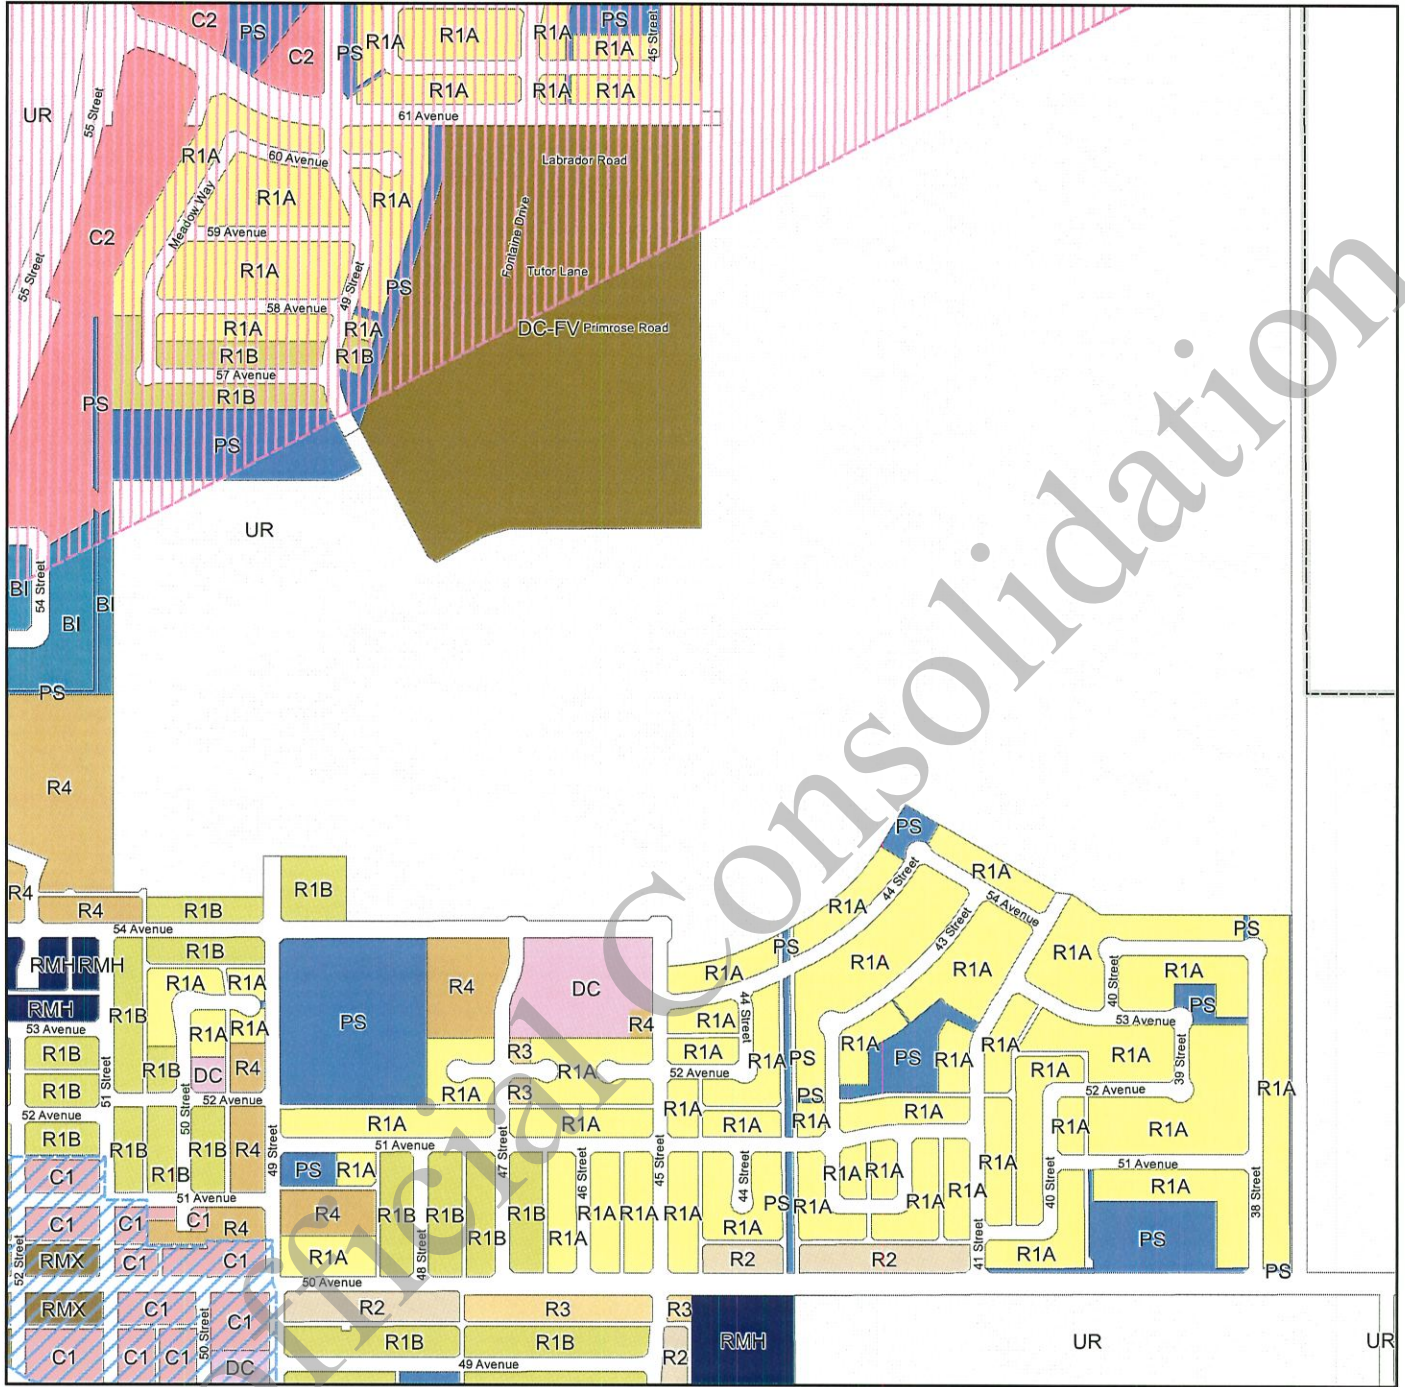 C2
PS
C2
PS
R1A
R1A
R1A
PS
R1A
45 Street
R1A
R1A
R1A
61 Avenue
UR
55 Street
R1A
60 Avenue
Labrador Road
R1A
R1A
Meadow Way
59 Avenue
Fontaine Drive
C2
R1A
Tutor Lane
55 Street
49 Street
PS
58 Avenue
R1A
R1A
DC-FV
Primrose Road
R1B
R1B
57 Avenue
R1B
PS
PS
UR
BI
54 Street
BI
BI
PS
R4
R4
R4
R1B
R1B
54 Avenue
PS
R1A
44 Street
54 Avenue
R1A
43 Street
PS
RMH
RMH
R1B
PS
R1A
R1A
R1A
R1A
R4
DC
R1A
R1A
R1A
40 Street
R1A
PS
RMH
R1B
R1A
R1A
PS
R4
R1A
44 Street
53 Avenue
53 Avenue
R1B
R1B
DC
R4
R3
R1A
R1A
R1A
PS
R1A
PS
R1A
R1A
R1A
R1A
39 Street
R1B
51 Street
52 Avenue
R1A
R3
52 Avenue
PS
R1A
52 Avenue
R1A
52 Avenue
50 Street
R1A
R1A
R1A
R1A
R1A
R1A
R1A
R1B
R1B
R1B
R1B
R4
49 Street
51 Avenue
47 Street
45 Street
51 Avenue
C1
PS
R1A
46 Street
44 Street
R1A
R1A
R1A
40 Street
R1A
38 Street
51 Avenue
C1
C1
C1
R4
R4
R1B
R1B
R1B
R1A
R1A
R1A
R1A
R1A
PS
R1A
R1A
R1A
PS
52 Street
RMX
C1
C1
R1A
48 Street
R2
R2
41 Street
R1A
PS
50 Avenue
RMX
C1
C1
R2
R3
R3
50 Street
R1B
R1B
RMH
UR
UR
C1
C1
C1
DC
49 Avenue
R2
Official Consolidation